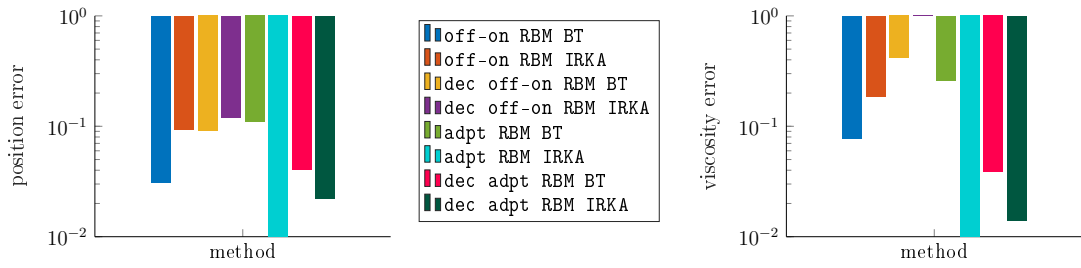 position error
10^0
10^{-1}
10^{-2}
method
off-on RBM BT
off-on RBM IRKA
dec off-on RBM BT
dec off-on RBM IRKA
adpt RBM BT
adpt RBM IRKA
dec adpt RBM BT
dec adpt RBM IRKA
viscosity error
10^0
10^{-1}
10^{-2}
method